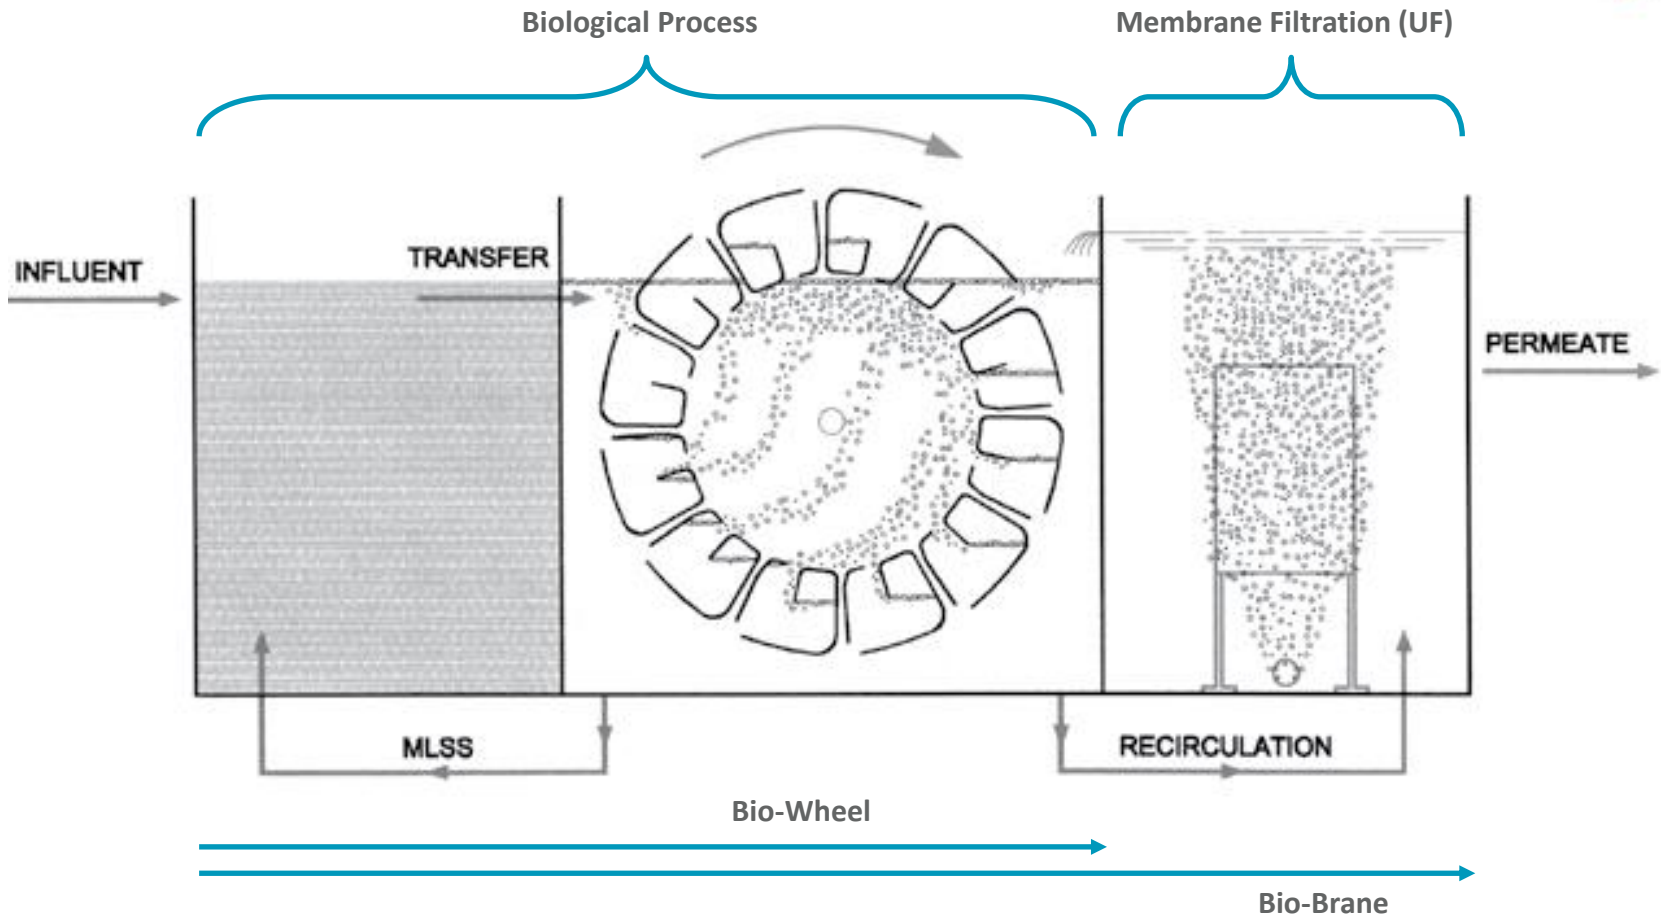 Biological Process
Membrane Filtration (UF)
INFLUENT
TRANSFER
PERMEATE
MLSS
RECIRCULATION
Bio-Wheel
Bio-Brane